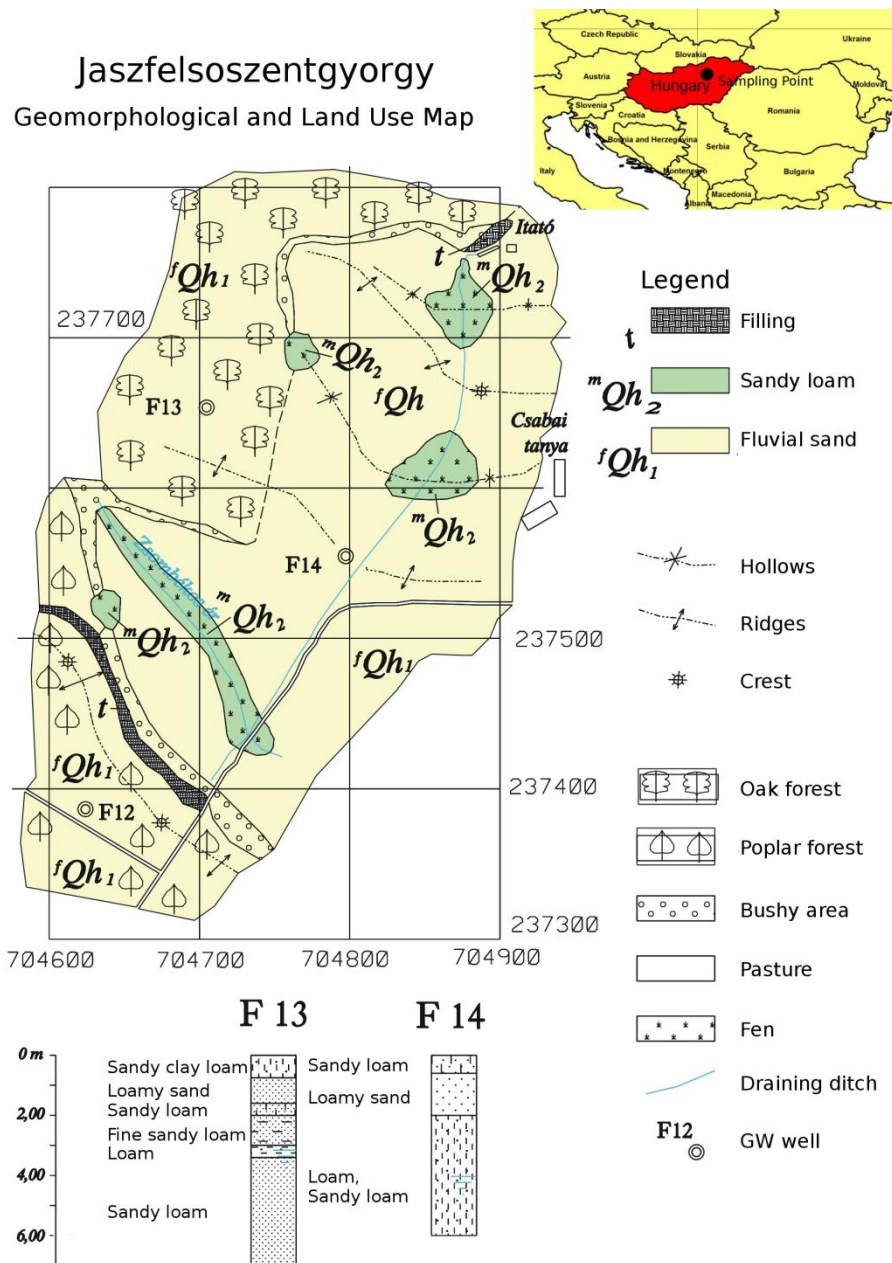 Jaszfelsoszentgyorgy
Geomorphological and Land Use Map
Czech Republic
Slovakia
Ukraine
Austria
Hungary
Sampling Point
Moldova
Slovenia
Croatia
Romania
Bosnia and Herzegovina
Serbia
Italy
Montenegro
Bulgaria
Macedonia
Albania
Itató
t
fQh1
mQh2
237700
mQh2
fQh
F13
Csabai
tanya
mQh2
F14
Zsombékos ér
mQh2
mQh2
237500
fQh1
t
fQh1
237400
F12
fQh1
237300
704600
704700
704800
704900
Legend
t
Filling
mQh2
Sandy loam
fQh1
Fluvial sand
Hollows
Ridges
Crest
Oak forest
Poplar forest
Bushy area
Pasture
Fen
Draining ditch
F12
GW well
F 13
F 14
0 m
2,00
4,00
6,00
Sandy clay loam
Loamy sand
Sandy loam
Fine sandy loam
Loam
Sandy loam
Sandy loam
Loamy sand
Loam,
Sandy loam